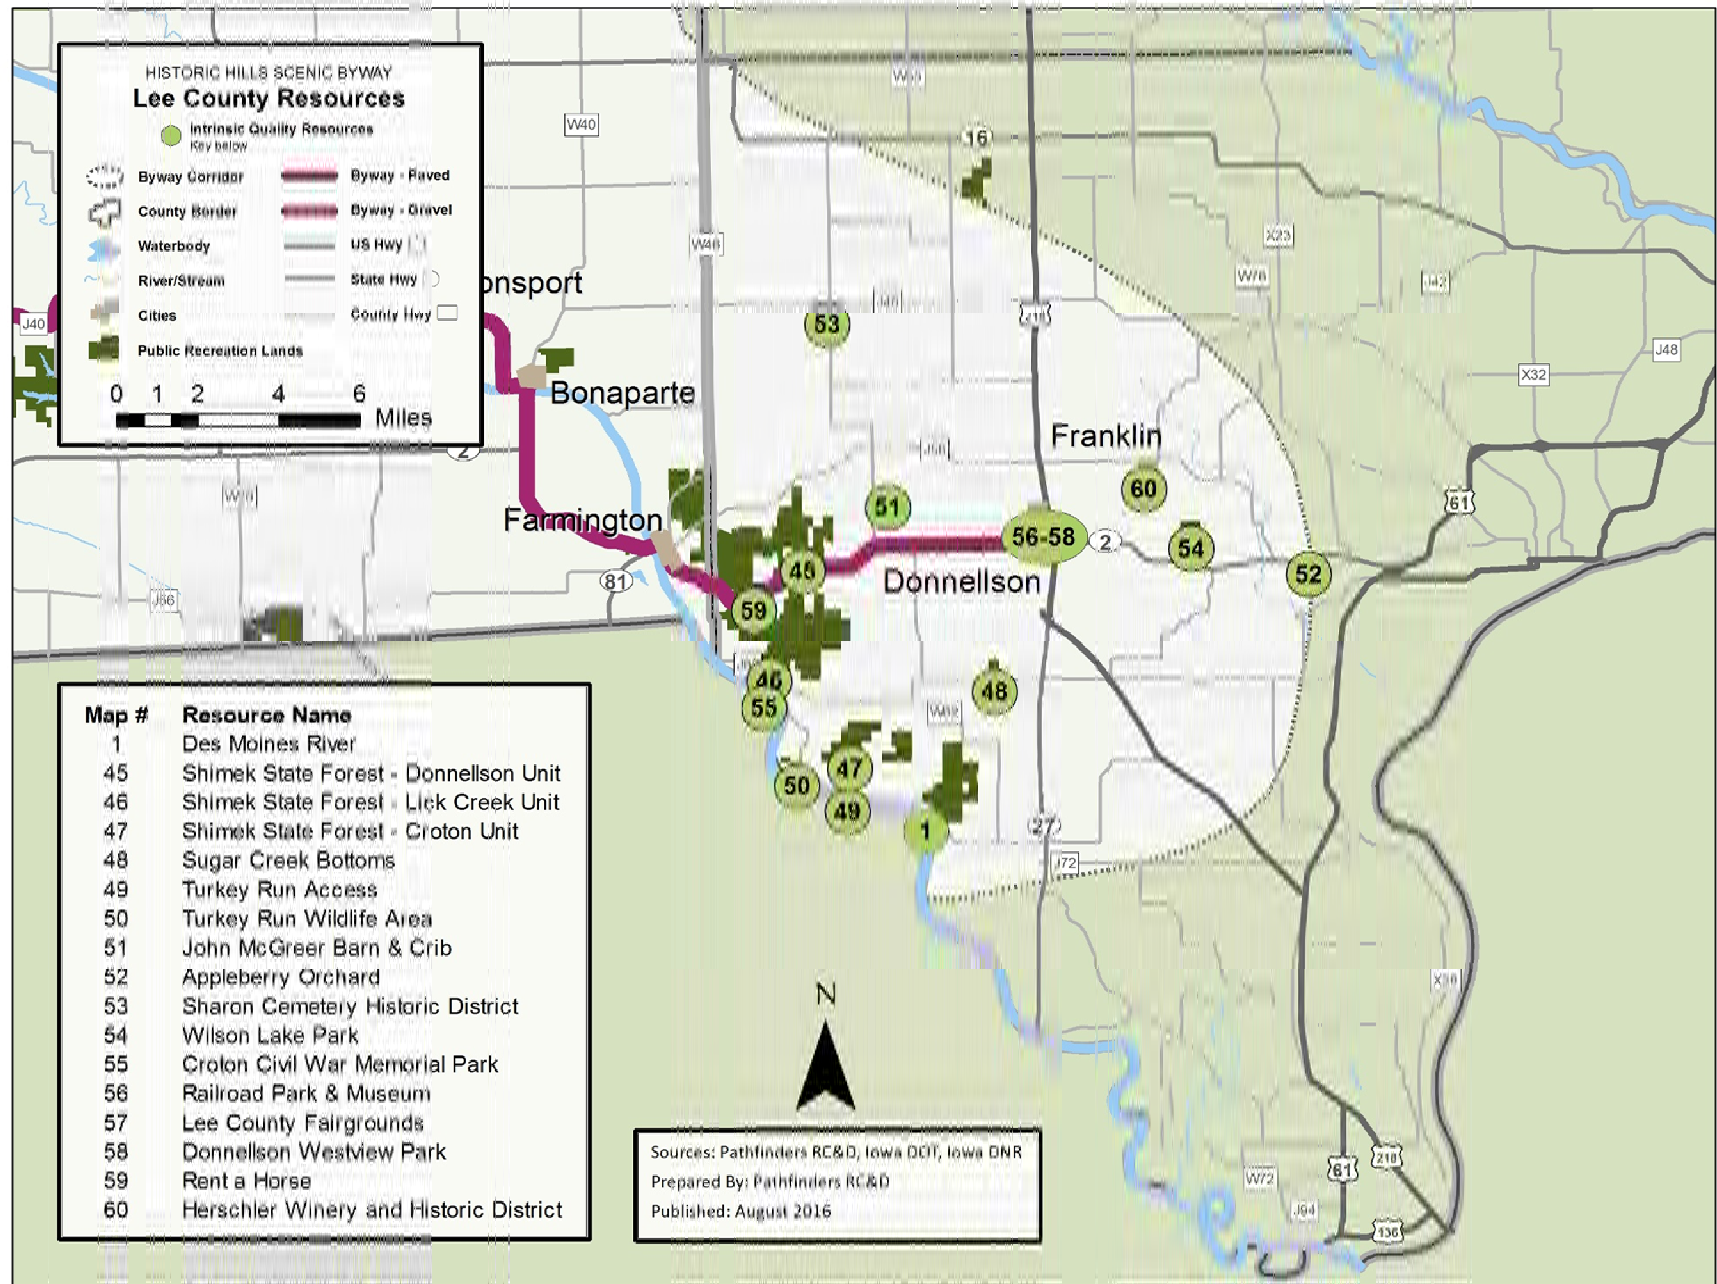 HISTORIC HILLS SCENIC BYWAY
Lee County Resources
Intrinsic Quality Resources
Key below
Byway Corridor
Byway - Paved
County Border
Byway - Gravel
Waterbody
US Hwy
River/Stream
State Hwy
Cities
County Hwy
Public Recreation Lands
0 1 2 4 6
Miles
W40
16
W46
X23
W76
J40
onsport
53
J48
X32
Bonaparte
Franklin
2
61
60
51
Farmington
56-58
2
54
52
45
Donnellson
81
59
46
55
48
47
50
49
1
27
J72
Map # Resource Name
1 Des Moines River
45 Shimek State Forest - Donnellson Unit
46 Shimek State Forest - Lick Creek Unit
47 Shimek State Forest - Croton Unit
48 Sugar Creek Bottoms
49 Turkey Run Access
50 Turkey Run Wildlife Area
51 John McGreer Barn & Crib
52 Appleberry Orchard
53 Sharon Cemetery Historic District
54 Wilson Lake Park
55 Croton Civil War Memorial Park
56 Railroad Park & Museum
57 Lee County Fairgrounds
58 Donnellson Westview Park
59 Rent a Horse
60 Herschler Winery and Historic District
N
Sources: Pathfinders RC&D, Iowa DOT, Iowa DNR
Prepared By: Pathfinders RC&D
Published: August 2016
61
218
W72
136